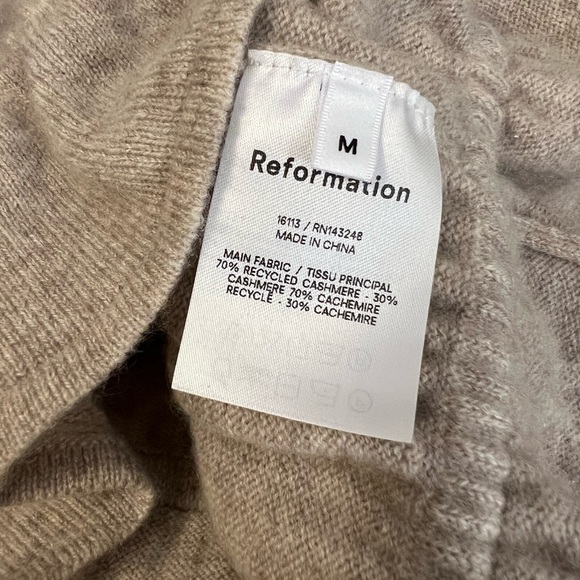 M
Reformation
16113 / RN143248
MADE IN CHINA
MAIN FABRIC / TISSU PRINCIPAL
70% RECYCLED CASHMERE - 30%
CASHMERE 70% CACHEMIRE
RECYCLÉ - 30% CACHEMIRE